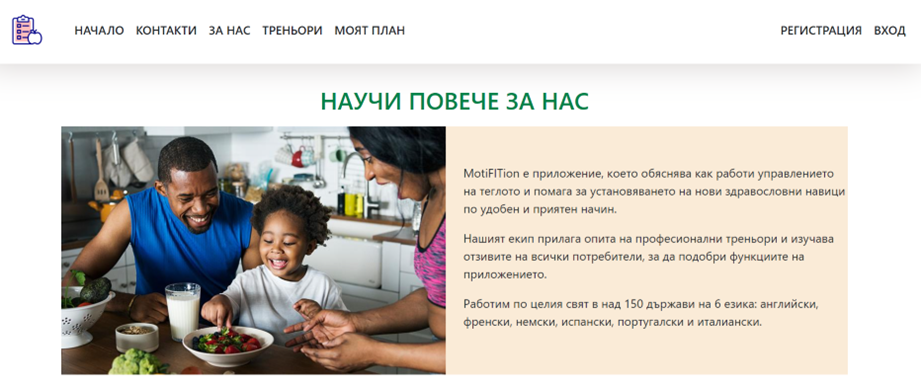 НАЧАЛО КОНТАКТИ ЗА НАС ТРЕНЬОРИ МОЯТ ПЛАН РЕГИСТРАЦИЯ ВХОД
НАУЧИ ПОВЕЧЕ ЗА НАС
MotiFITion е приложение, което обяснява как работи управлението
на теглото и помага за установяването на нови здравословни навици
по удобен и приятен начин.
Нашият екип прилага опита на професионални треньори и изучава
отзивите на всички потребители, за да подобри функциите на
приложението.
Работим по целия свят в над 150 държави на 6 езика: английски,
френски, немски, испански, португалски и италиански.